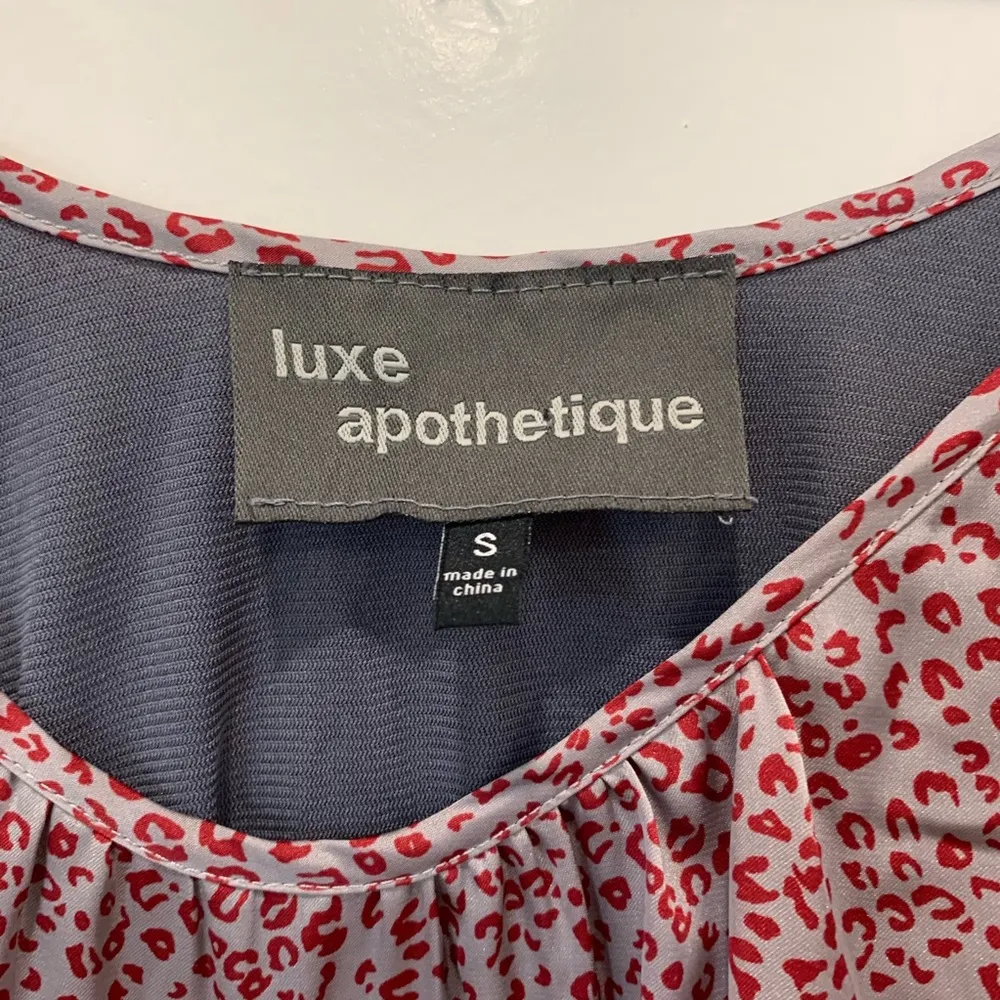 luxe
apothetique
S
made in
china